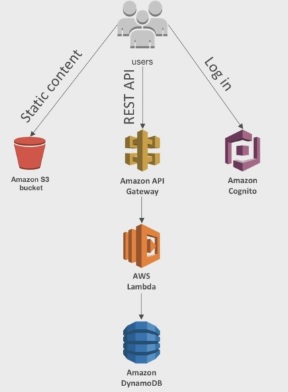 users
Static content
REST API
Log in
Amazon S3
bucket
Amazon API
Gateway
Amazon
Cognito
AWS
Lambda
Amazon
DynamoDB